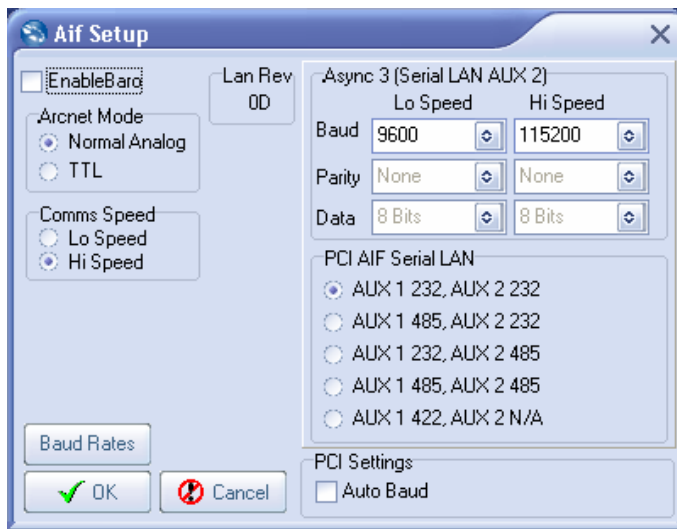 Aif Setup
EnableBaro
Lan Rev
0D
Arcnet Mode
Normal Analog
TTL
Comms Speed
Lo Speed
Hi Speed
Async 3 (Serial LAN AUX 2)
Lo Speed Hi Speed
Baud 9600 115200
Parity None None
Data 8 Bits 8 Bits
PCI AIF Serial LAN
AUX 1 232, AUX 2 232
AUX 1 485, AUX 2 232
AUX 1 232, AUX 2 485
AUX 1 485, AUX 2 485
AUX 1 422, AUX 2 N/A
Baud Rates
OK
Cancel
PCI Settings
Auto Baud